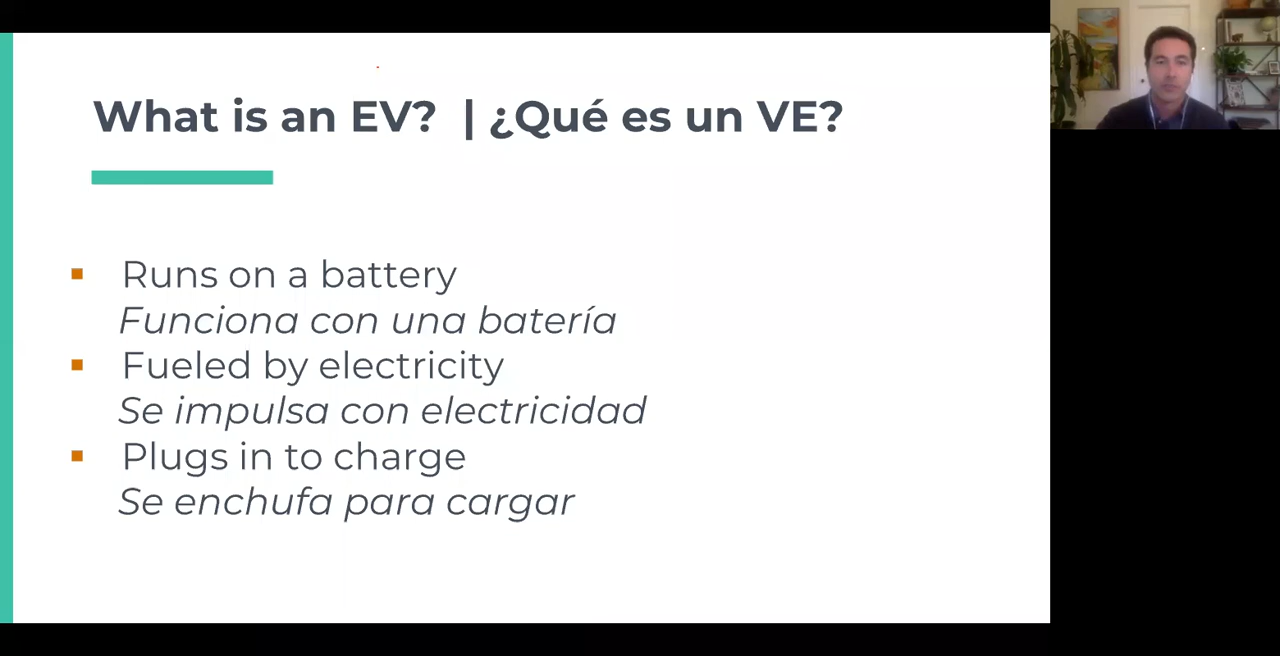 What is an EV? | ¿Qué es un VE?
Runs on a battery
Funciona con una batería
Fueled by electricity
Se impulsa con electricidad
Plugs in to charge
Se enchufa para cargar